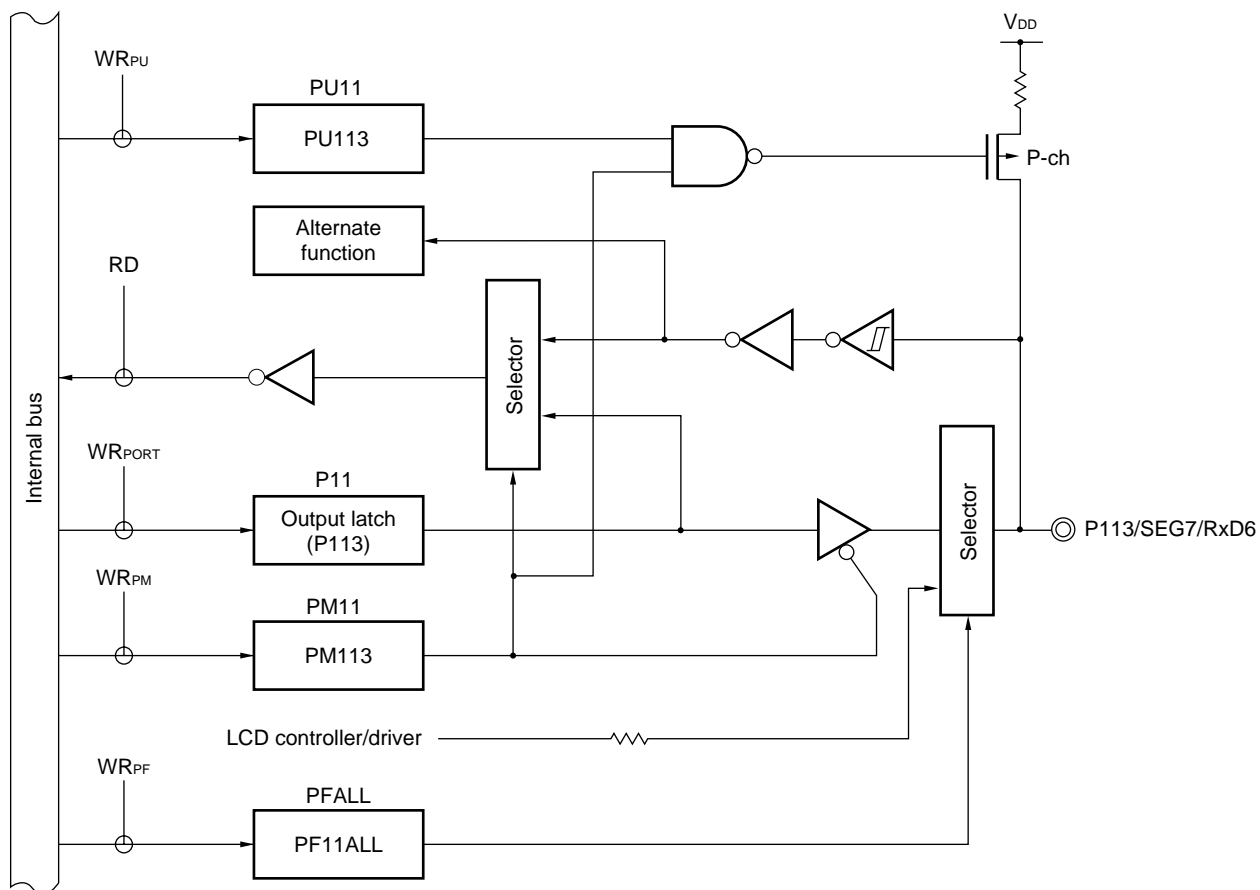 VDD
WRPU
PU11
PU113
P-ch
Alternate
function
RD
Selector
Internal bus
WRPORT
P11
Output latch
(P113)
Selector
P113/SEG7/RxD6
WRPM
PM11
PM113
LCD controller/driver
WRPF
PFALL
PF11ALL